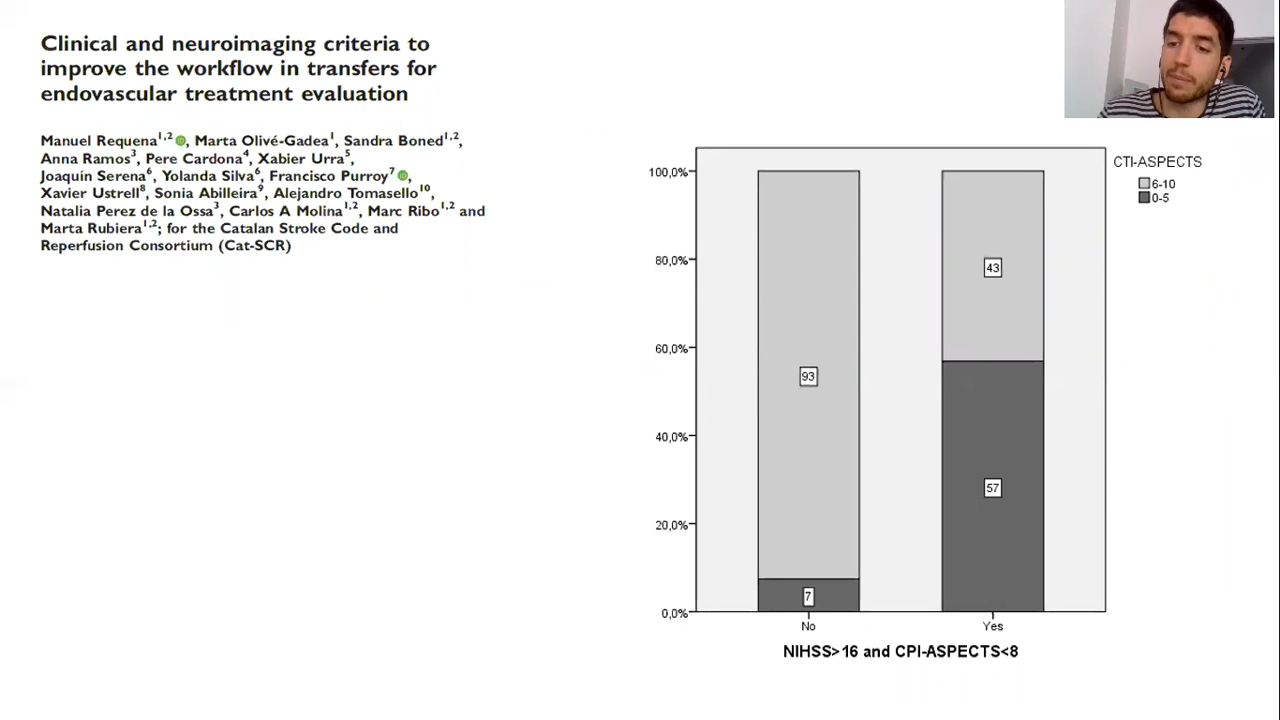 Clinical and neuroimaging criteria to
improve the workflow in transfers for
endovascular treatment evaluation
Manuel Requena1,2 iD, Marta Olivé-Gadea1, Sandra Boned1,2,
Anna Ramos3, Pere Cardona4, Xabier Urra5,
Joaquín Serena6, Yolanda Silva6, Francisco Purroy7 iD,
Xavier Ustrell8, Sonia Abilleira9, Alejandro Tomasello10,
Natalia Perez de la Ossa3, Carlos A Molina1,2, Marc Ribo1,2 and
Marta Rubiera1,2; for the Catalan Stroke Code and
Reperfusion Consortium (Cat-SCR)
CTI-ASPECTS
6-10
0-5
100,0%
80,0%
60,0%
40,0%
20,0%
0,0%
93
7
43
57
No
Yes
NIHSS>16 and CPI-ASPECTS<8